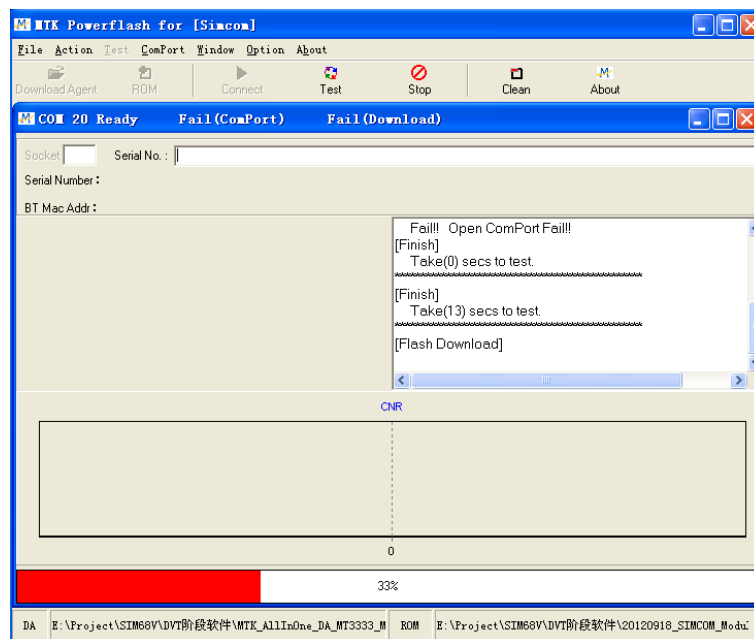 MTK Powerflash for [Simcom]
File Action Test ComPort Window Option About
Download Agent ROM Connect Test Stop Clean About
COM 20 Ready Fail(ComPort) Fail(Download)
Socket Serial No. :
Serial Number :
BT Mac Addr :
Fail!! Open ComPort Fail!!
[Finish]
Take(0) secs to test.
[Finish]
Take(13) secs to test.
[Flash Download]
CNR
0
33%
DA E:\Project\SIM68V\DVT阶段软件\MTK_AllInOne_DA_MT3333_M ROM E:\Project\SIM68V\DVT阶段软件\20120918_SIMCOM_Modu